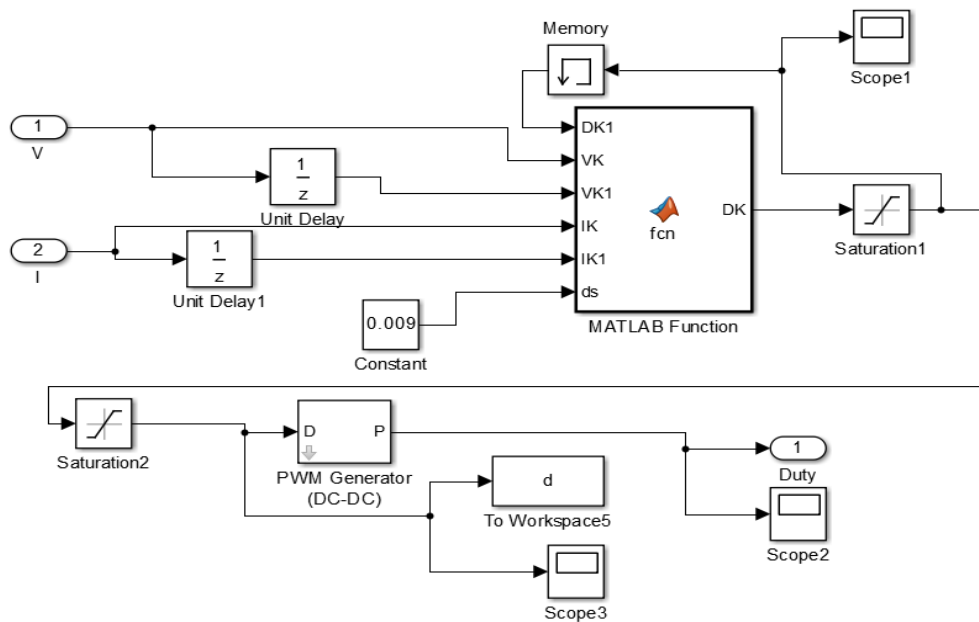 Memory
Scope1
1
V
DK1
VK
VK1
IK
IK1
ds
DK
fcn
MATLAB Function
1
z
Unit Delay
2
I
1
z
Unit Delay1
0.009
Constant
Saturation1
Saturation2
D
P
PWM Generator
(DC-DC)
d
To Workspace5
1
Duty
Scope2
Scope3